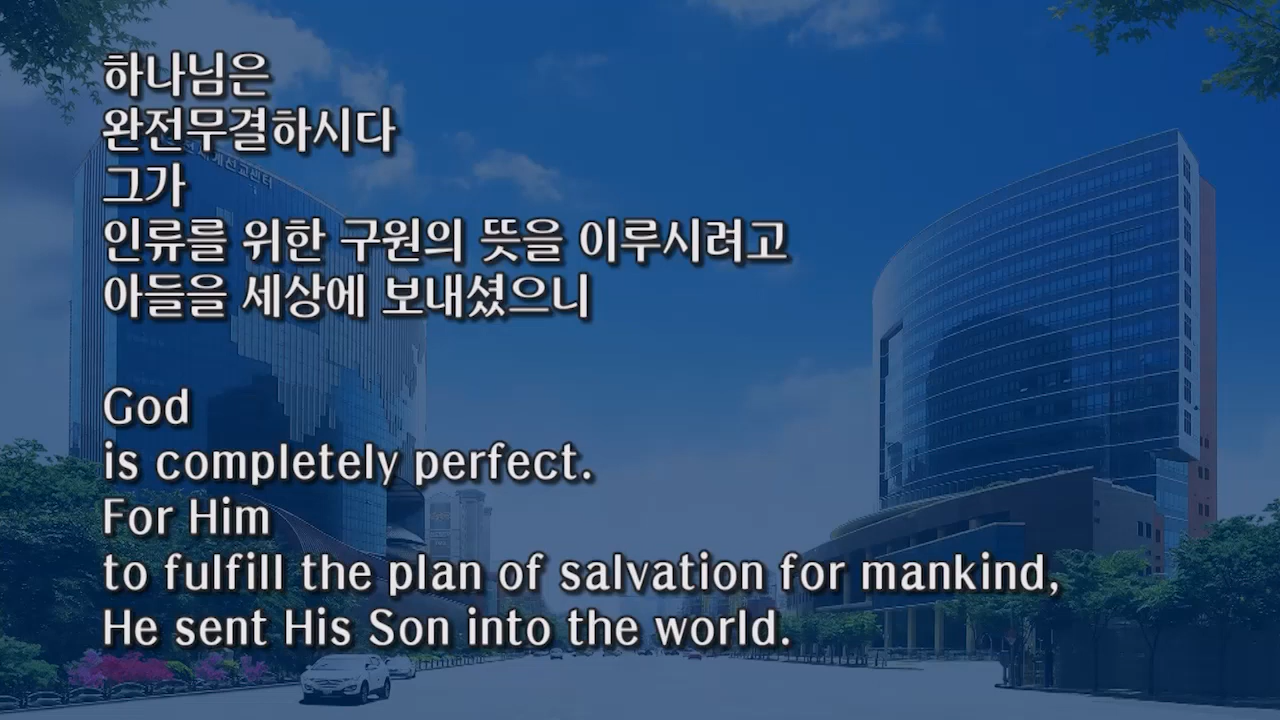 하나님은
완전무결하시다
그가
인류를 위한 구원의 뜻을 이루시려고
아들을 세상에 보내셨으니
God
is completely perfect.
For Him
to fulfill the plan of salvation for mankind,
He sent His Son into the world.